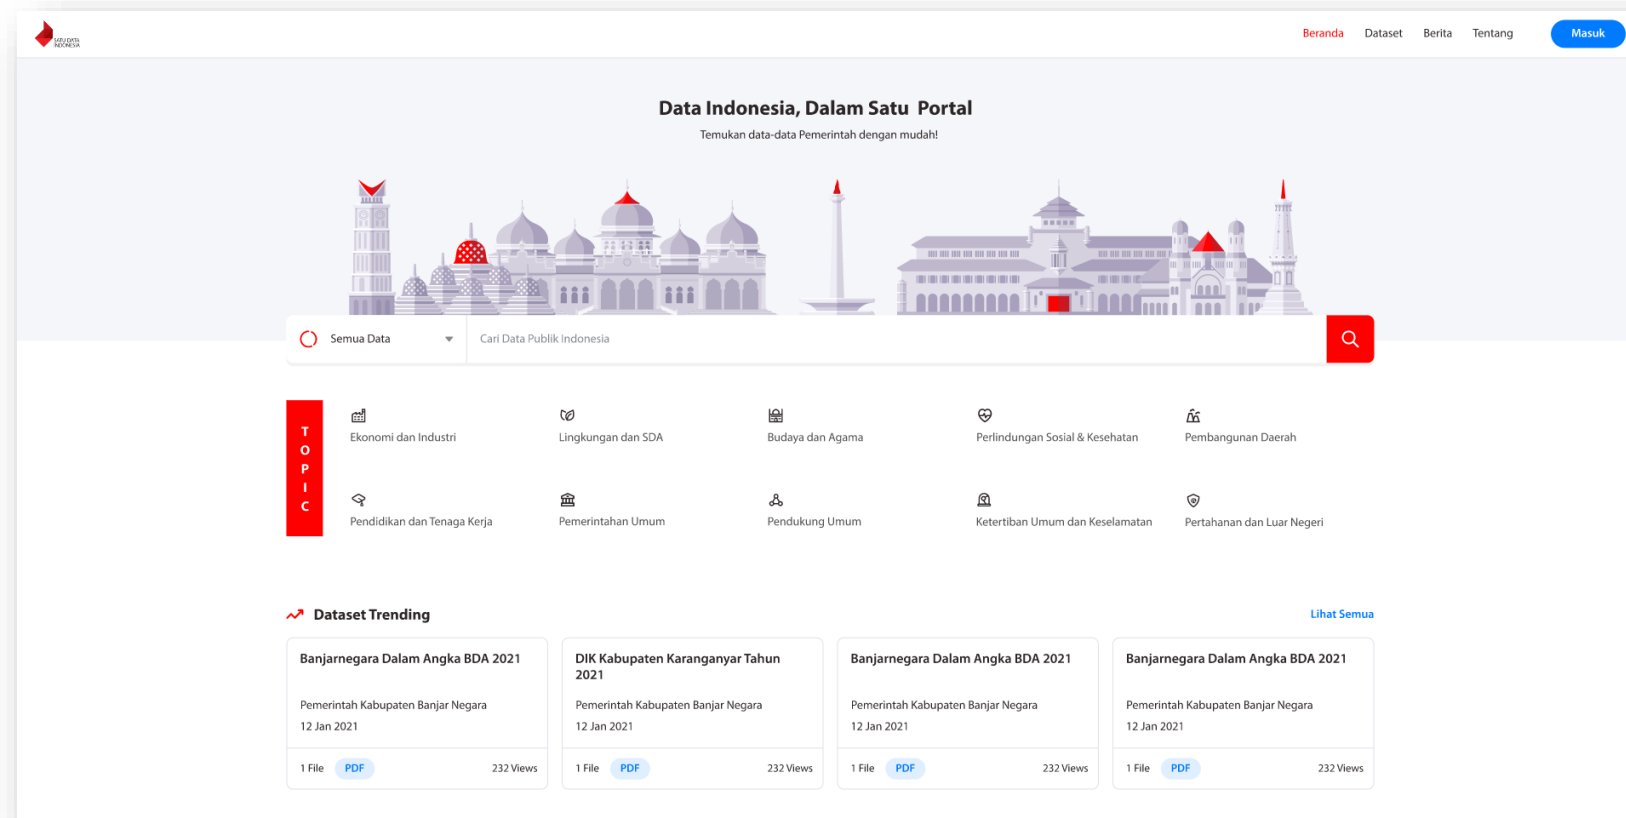 SATU DATA
INDONESIA
Beranda Dataset Berita Tentang Masuk
Data Indonesia, Dalam Satu Portal
Temukan data-data Pemerintah dengan mudah!
Semua Data Cari Data Publik Indonesia
TOPIC
Ekonomi dan Industri Lingkungan dan SDA Budaya dan Agama Perlindungan Sosial & Kesehatan Pembangunan Daerah
Pendidikan dan Tenaga Kerja Pemerintahan Umum Pendukung Umum Ketertiban Umum dan Keselamatan Pertahanan dan Luar Negeri
Dataset Trending Lihat Semua
Banjarnegara Dalam Angka BDA 2021
Pemerintah Kabupaten Banjar Negara
12 Jan 2021
1 File PDF 232 Views
DIK Kabupaten Karanganyar Tahun
2021
Pemerintah Kabupaten Banjar Negara
12 Jan 2021
1 File PDF 232 Views
Banjarnegara Dalam Angka BDA 2021
Pemerintah Kabupaten Banjar Negara
12 Jan 2021
1 File PDF 232 Views
Banjarnegara Dalam Angka BDA 2021
Pemerintah Kabupaten Banjar Negara
12 Jan 2021
1 File PDF 232 Views